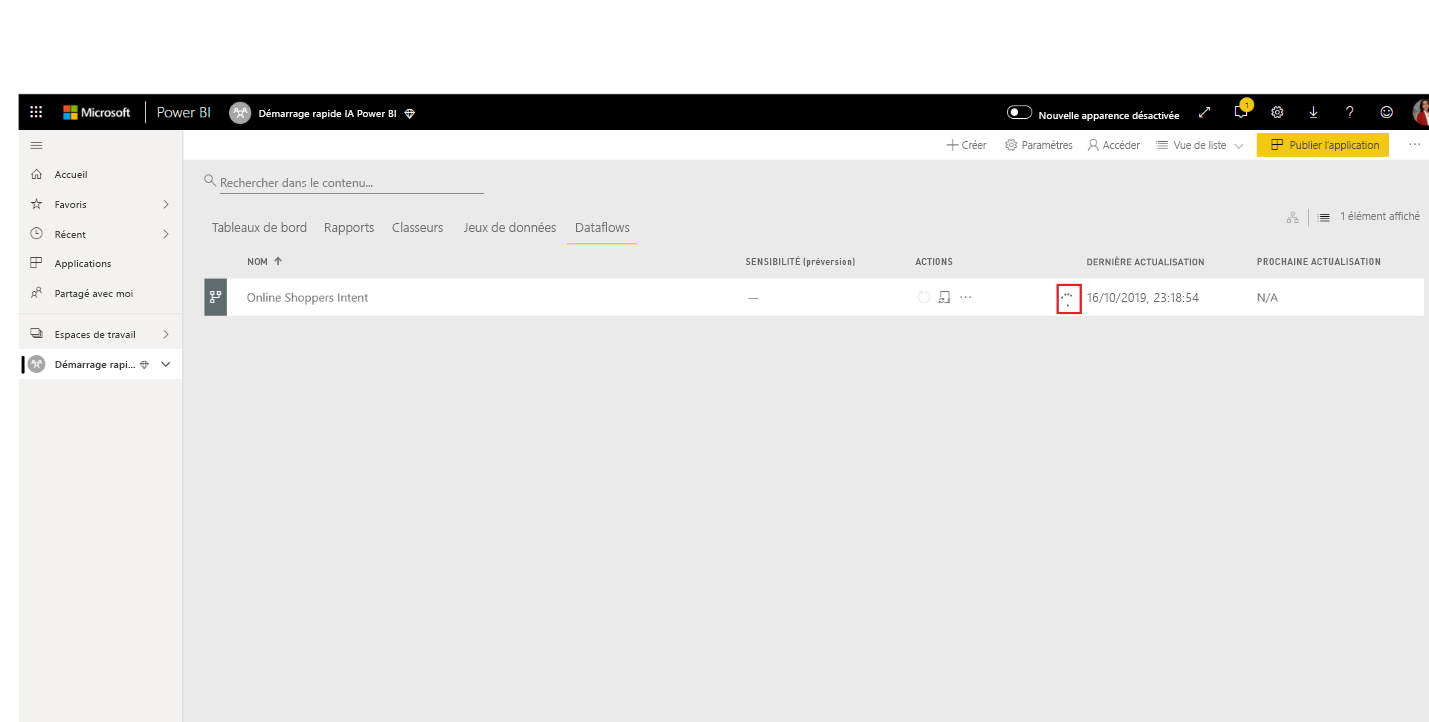 Microsoft Power BI Démarrage rapide IA Power BI Nouvelle apparence désactivée 1 ?
+ Créer Paramètres Accéder Vue de liste Publier l'application ...
Accueil
Favoris
Récent
Applications
Partagé avec moi
Espaces de travail
Démarrage rapi...
Rechercher dans le contenu...
1 élément affiché
Tableaux de bord Rapports Classeurs Jeux de données Dataflows
NOM SENSIBILITÉ (préversion) ACTIONS DERNIÈRE ACTUALISATION PROCHAINE ACTUALISATION
Online Shoppers Intent — ... 16/10/2019, 23:18:54 N/A